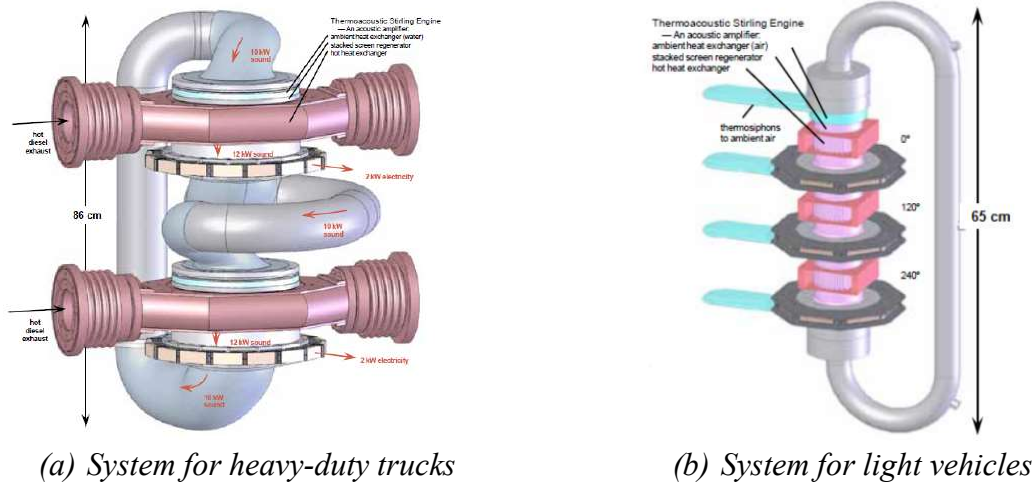 Thermoacoustic Stirling Engine
— An acoustic amplifier:
ambient heat exchanger (water)
stacked screen regenerator
hot heat exchanger
10 kW
sound
hot
diesel
exhaust
12 kW sound
2 kW electricity
86 cm
10 kW
sound
hot
diesel
exhaust
12 kW sound
2 kW electricity
10 kW
sound
(a) System for heavy-duty trucks
Thermoacoustic Stirling Engine
— An acoustic amplifier:
ambient heat exchanger (air)
stacked screen regenerator
hot heat exchanger
thermosiphons
to ambient air
0°
120°
240°
65 cm
(b) System for light vehicles